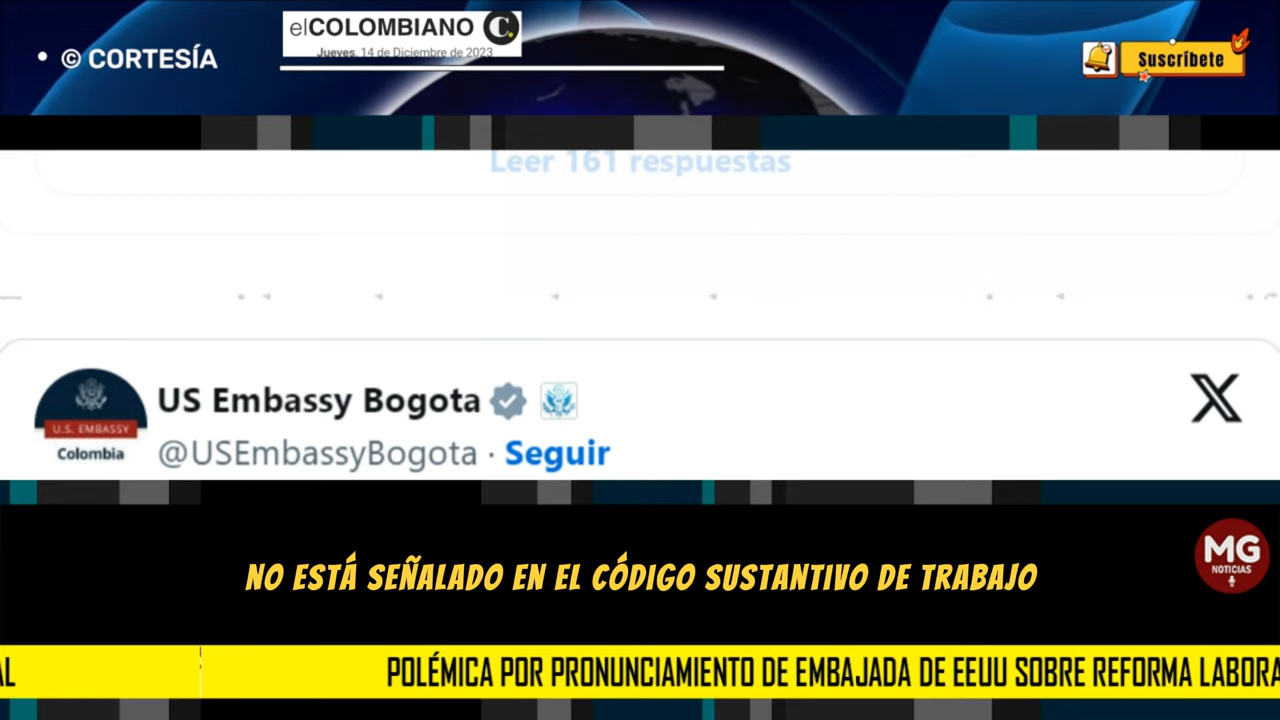 • © CORTESÍA
elCOLOMBIANO C.
Jueves, 14 de Diciembre de 2023
Suscríbete
Leer 161 respuestas
US Embassy Bogota
@USEmbassyBogota · Seguir
X
U.S. EMBASSY
Colombia
NO ESTÁ SEÑALADO EN EL CÓDIGO SUSTANTIVO DE TRABAJO
MG
NOTICIAS
AL
POLÉMICA POR PRONUNCIAMIENTO DE EMBAJADA DE EEUU SOBRE REFORMA LABORA